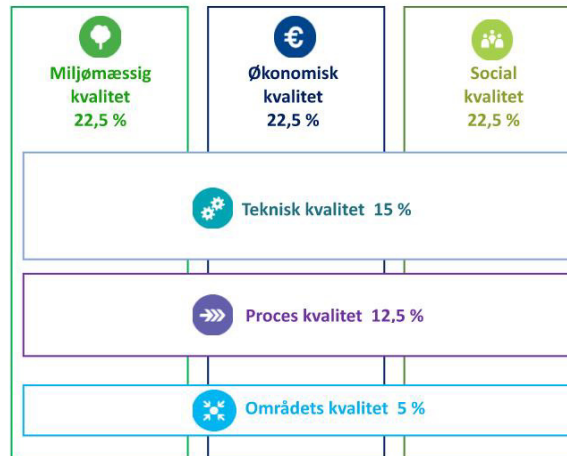 Miljømæssig
kvalitet
22,5 %
Økonomisk
kvalitet
22,5 %
Social
kvalitet
22,5 %
Teknisk kvalitet 15 %
Proces kvalitet 12,5 %
Områdets kvalitet 5 %